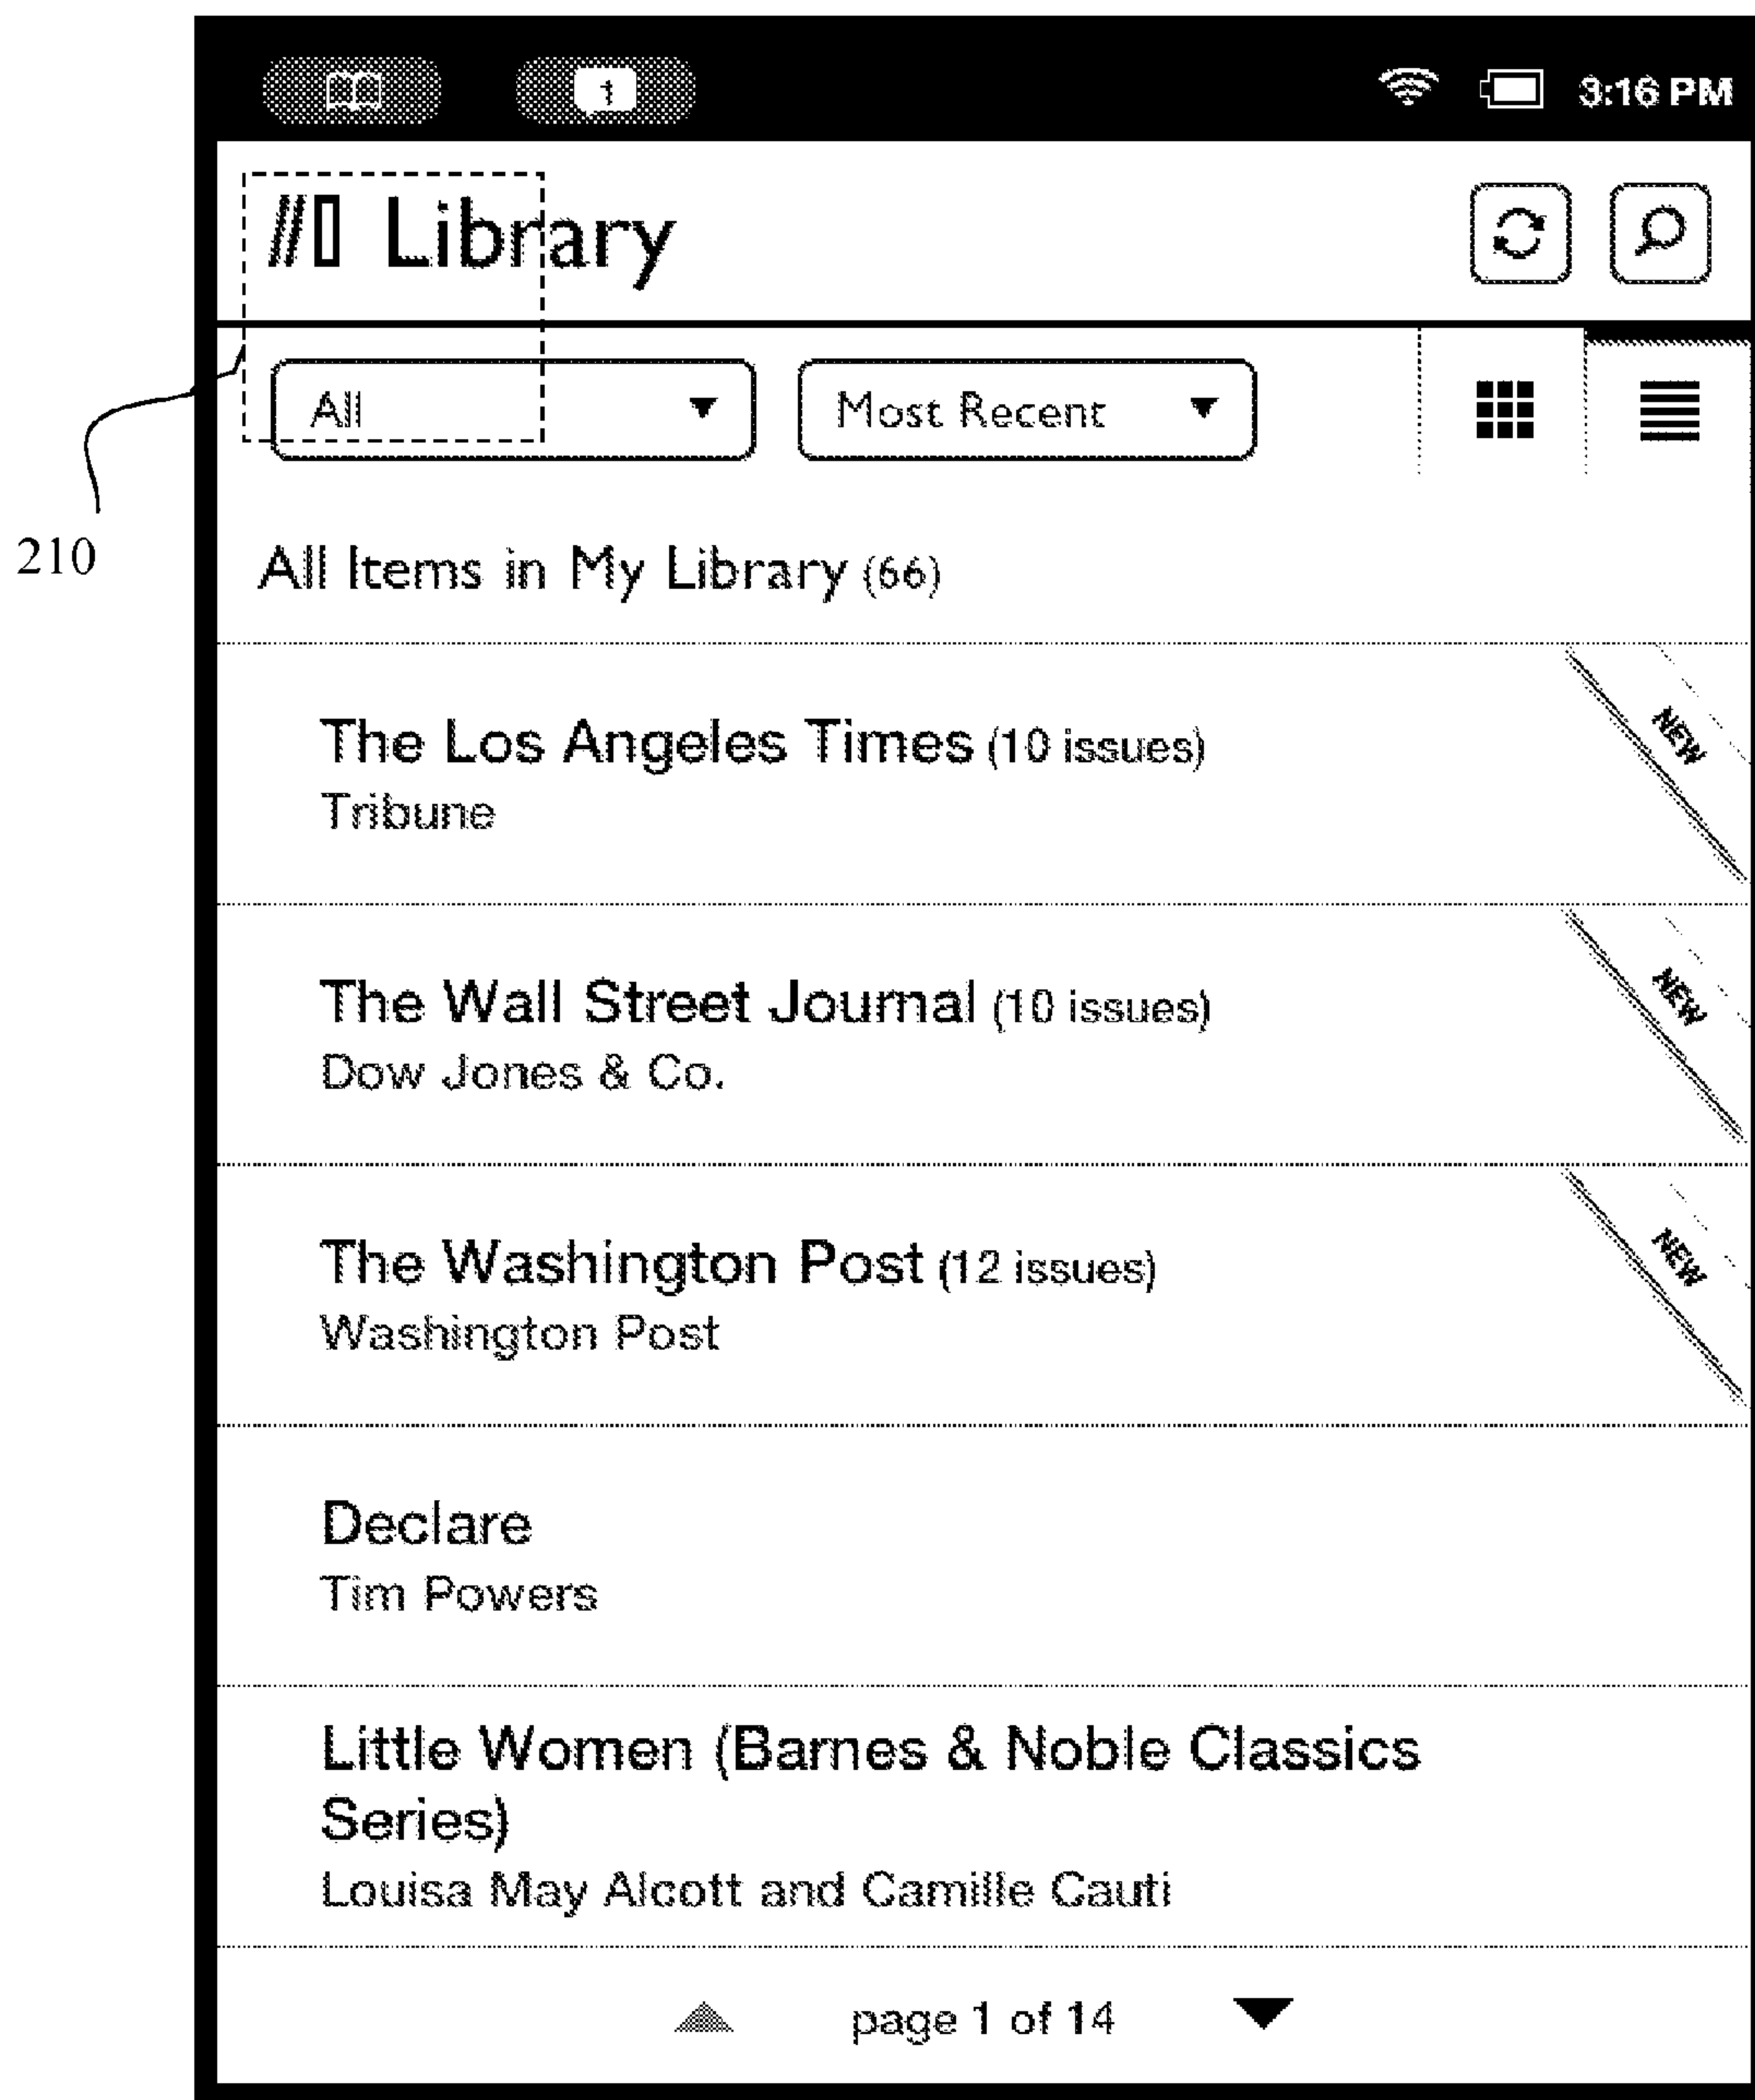 1
3:16 PM
Library
All
Most Recent
210
All Items in My Library (66)
The Los Angeles Times (10 issues)
NEW
Tribune
The Wall Street Journal (10 issues)
NEW
Dow Jones & Co.
The Washington Post (12 issues)
NEW
Washington Post
Declare
Tim Powers
Little Women (Barnes & Noble Classics
Series)
Louisa May Alcott and Camille Cauti
page 1 of 14